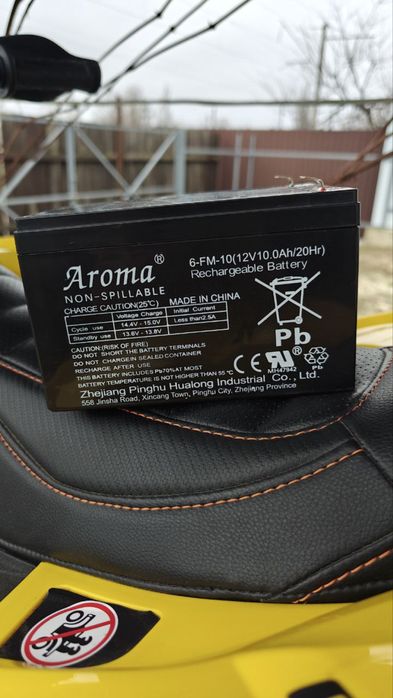 Aroma®
NON-SPILLABLE
6-FM-10(12V10.0Ah/20Hr)
Rechargeable Battery
CHARGE CAUTION(25℃)
MADE IN CHINA
Voltage Charge
Initial Current
Cycle use
14.4V - 15.0V
Less than2.5A
Standby use
13.6V - 13.8V
CAUTION:(RISK OF FIRE)
DO NOT SHORT THE BATTERY TERMINALS
DO NOT CHARGE IN SEALED CONTAINER
RECHARGE AFTER USE
THIS BATTERY INCLUDES Pb70%AT MOST
BATTERY TEMPERATURE IS NOT HIGHER THAN 55 ℃
Pb
CE
®
MH47942
Pb
Zhejiang Pinghu Hualong Industrial Co., Ltd.
558 Jinsha Road, Xincang Town, Pinghu City, Zhejiang Province